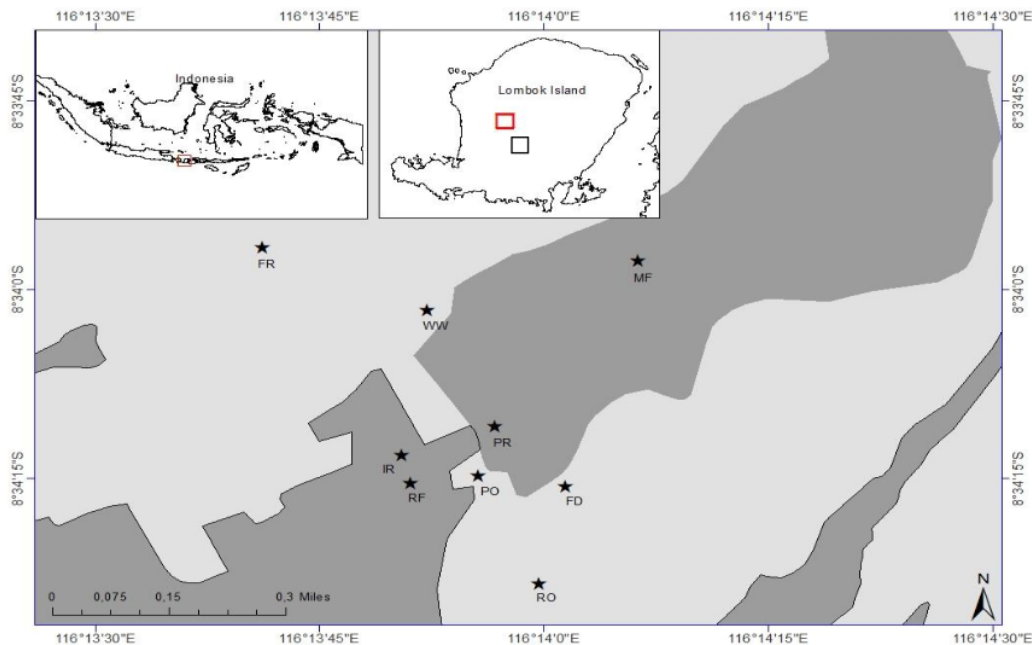 116°13'30"E 116°13'45"E 116°14'0"E 116°14'15"E 116°14'30"E
Indonesia
Lombok Island
8°33'45"S 8°33'45"S
FR
MF
8°34'0"S 8°34'0"S
WW
PR
IR
8°34'15"S 8°34'15"S
RF
PO
FD
RO
N
0 0,075 0,15 0,3 Miles
116°13'30"E 116°13'45"E 116°14'0"E 116°14'15"E 116°14'30"E